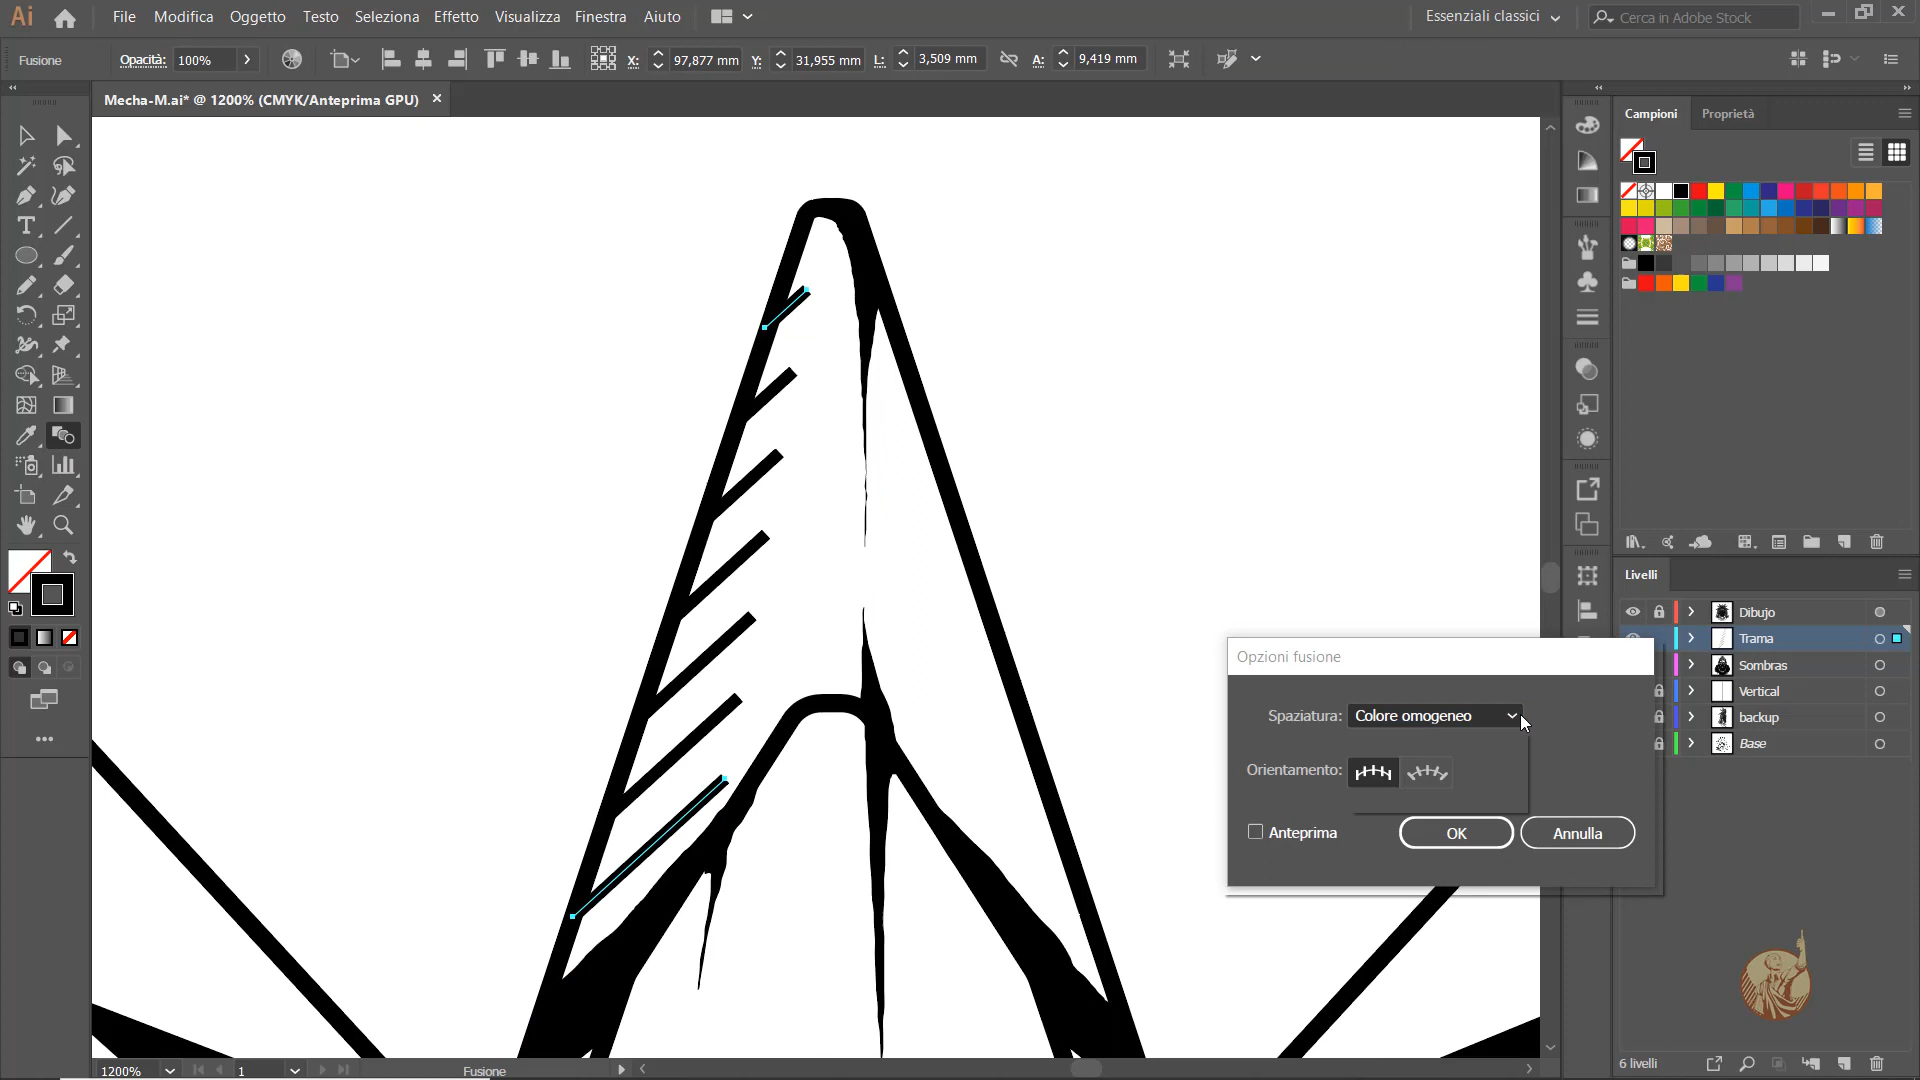 Ai File Modifica Oggetto Testo Seleziona Effetto Visualizza Finestra Aiuto Essenziali classici Cerca in Adobe Stock
Fusione Opacità: 100% X: 97,877 mm Y: 31,955 mm L: 3,509 mm A: 9,419 mm
Mecha-M.ai* @ 1200% (CMYK/Anteprima GPU)
Campioni Proprietà
Livelli
Dibujo
Trama
Sombras
Vertical
backup
Base
Opzioni fusione
Spaziatura: Colore omogeneo
Orientamento:
Anteprima OK Annulla
6 livelli
1200% 1 Fusione